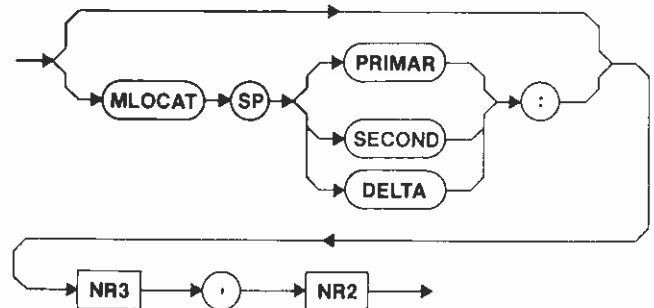 PRIMAR
MLOCAT SP :
SECOND
DELTA
NR3 , NR2